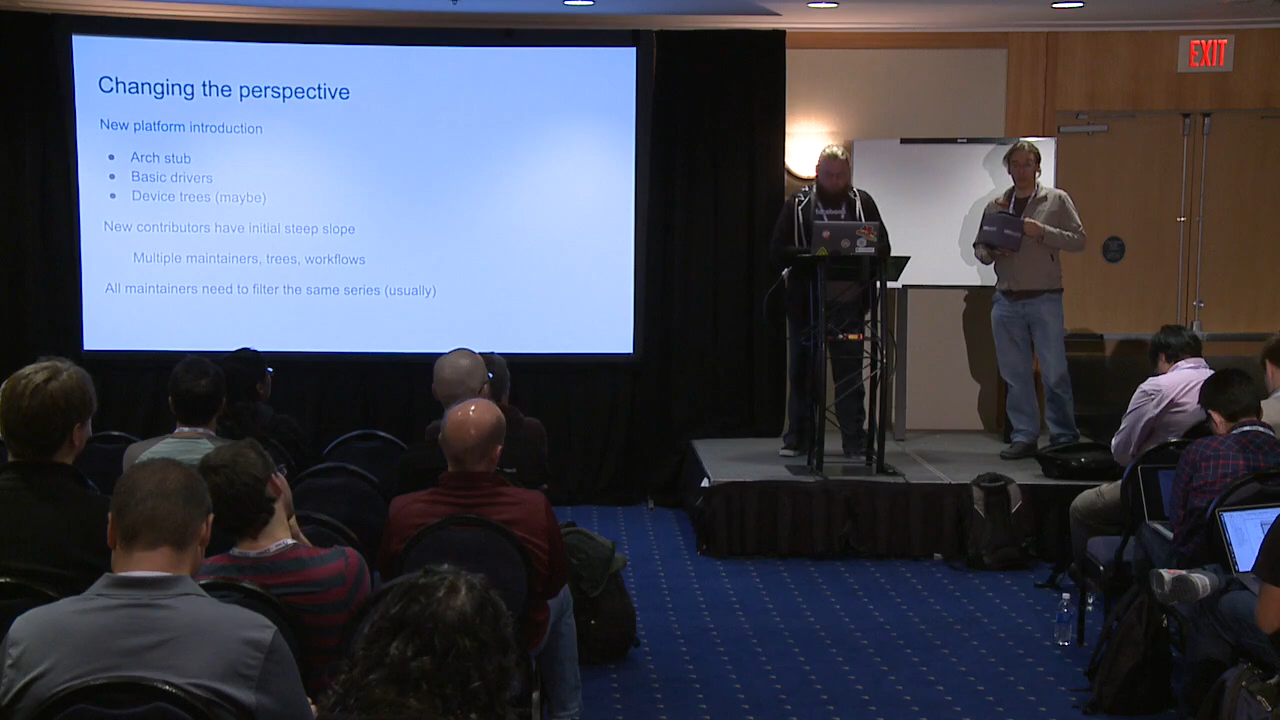 Changing the perspective
New platform introduction
● Arch stub
● Basic drivers
● Device trees (maybe)
New contributors have initial steep slope
Multiple maintainers, trees, workflows
All maintainers need to filter the same series (usually)
EXIT